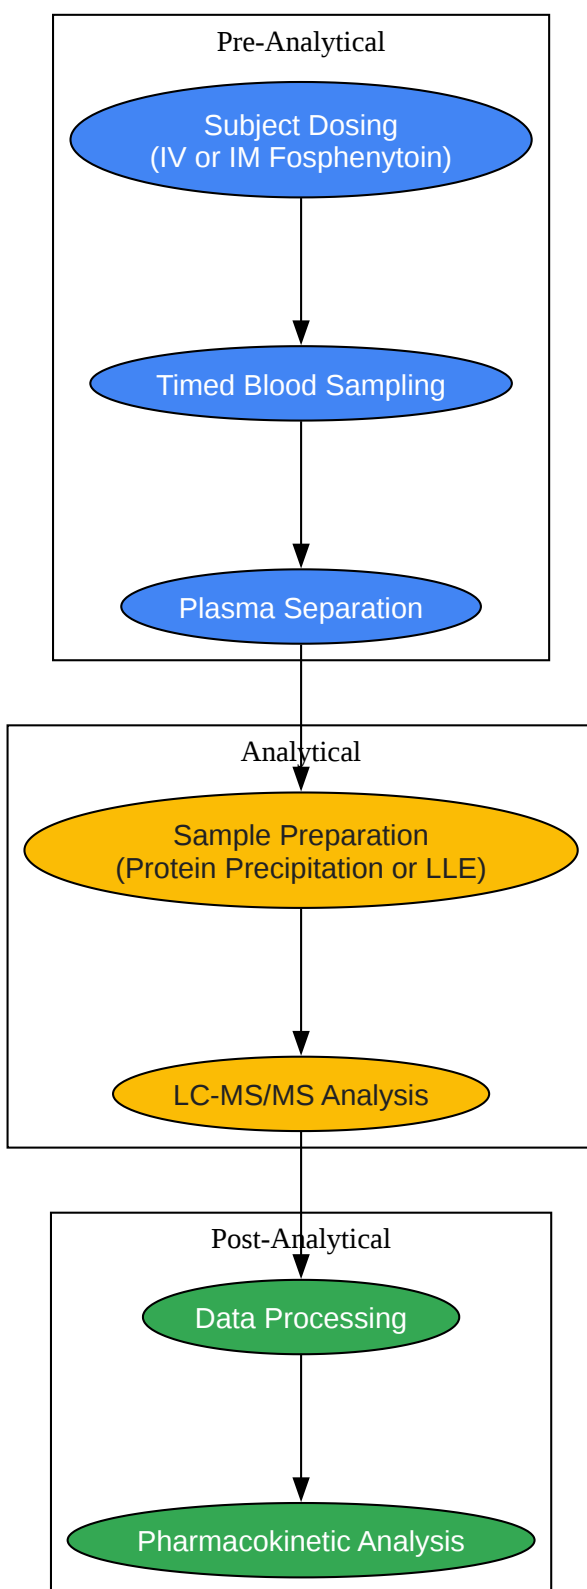 Pre-Analytical
Subject Dosing
(IV or IM Fosphenytoin)
Timed Blood Sampling
Plasma Separation
Analytical
Sample Preparation
(Protein Precipitation or LLE)
LC-MS/MS Analysis
Post-Analytical
Data Processing
Pharmacokinetic Analysis